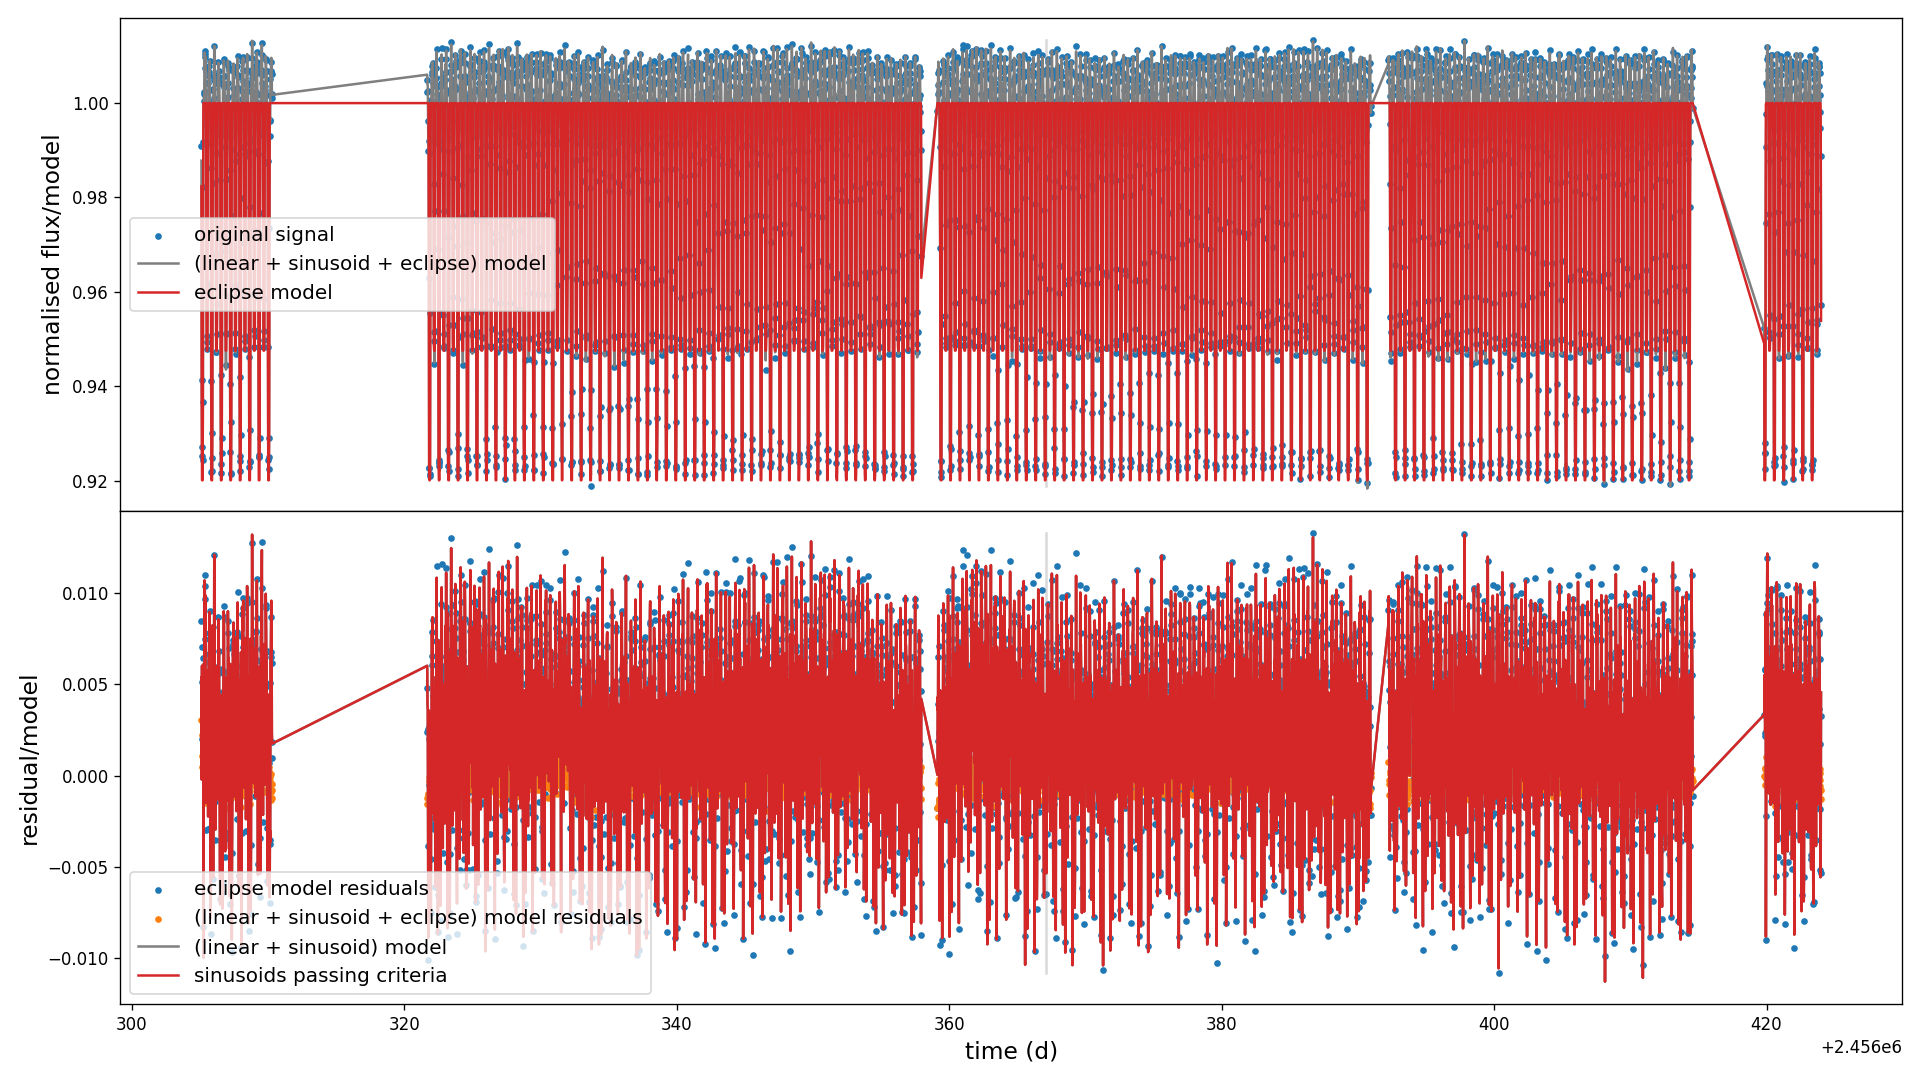 normalised flux/model
1.00
0.98
0.96
0.94
0.92
original signal
(linear + sinusoid + eclipse) model
eclipse model
residual/model
0.010
0.005
0.000
−0.005
−0.010
eclipse model residuals
(linear + sinusoid + eclipse) model residuals
(linear + sinusoid) model
sinusoids passing criteria
300
320
340
360
380
400
420
time (d)
+2.456e6